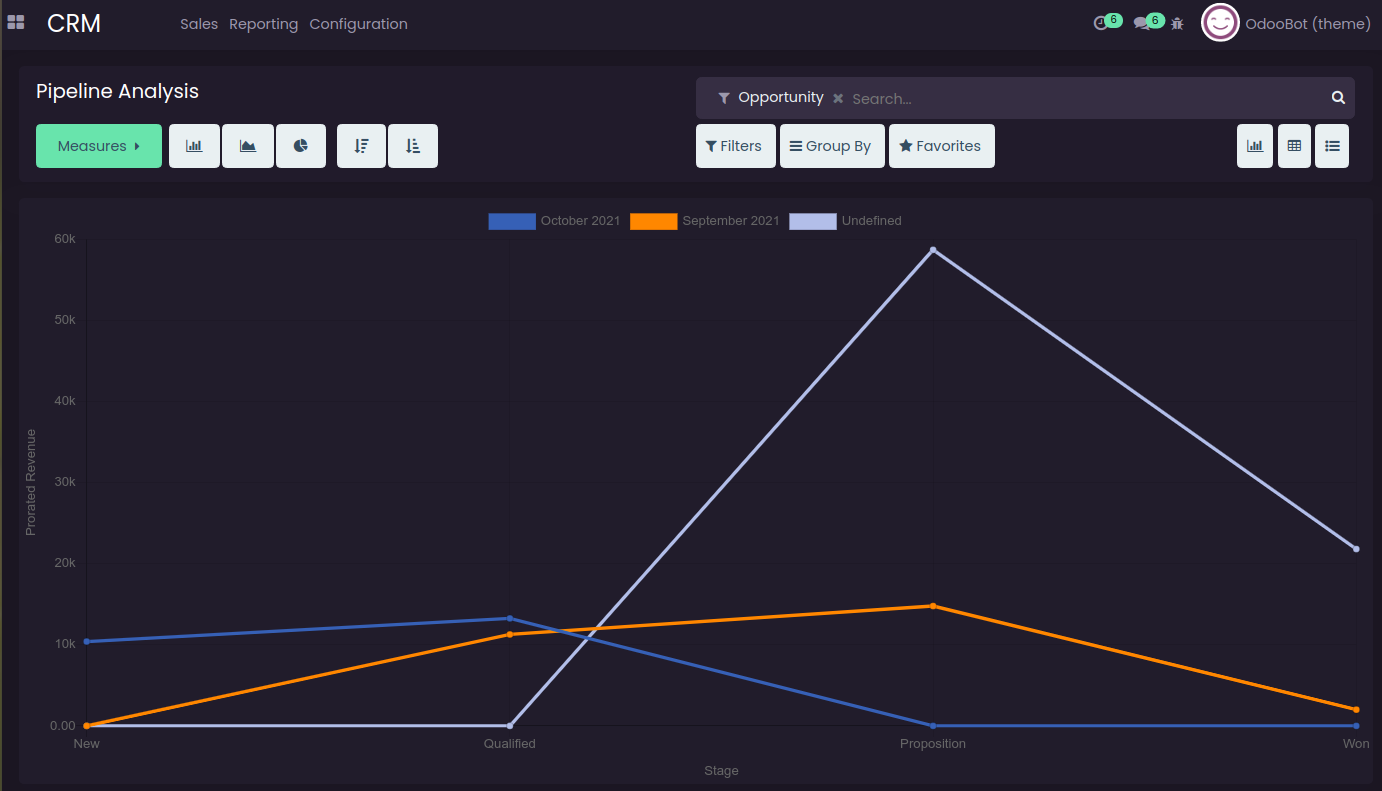 CRM Sales Reporting Configuration 6 6 OdooBot (theme)
Pipeline Analysis
Opportunity Search...
Measures Filters Group By Favorites
October 2021 September 2021 Undefined
60k
50k
40k
30k
20k
10k
0.00
Prorated Revenue
New Qualified Proposition Won
Stage